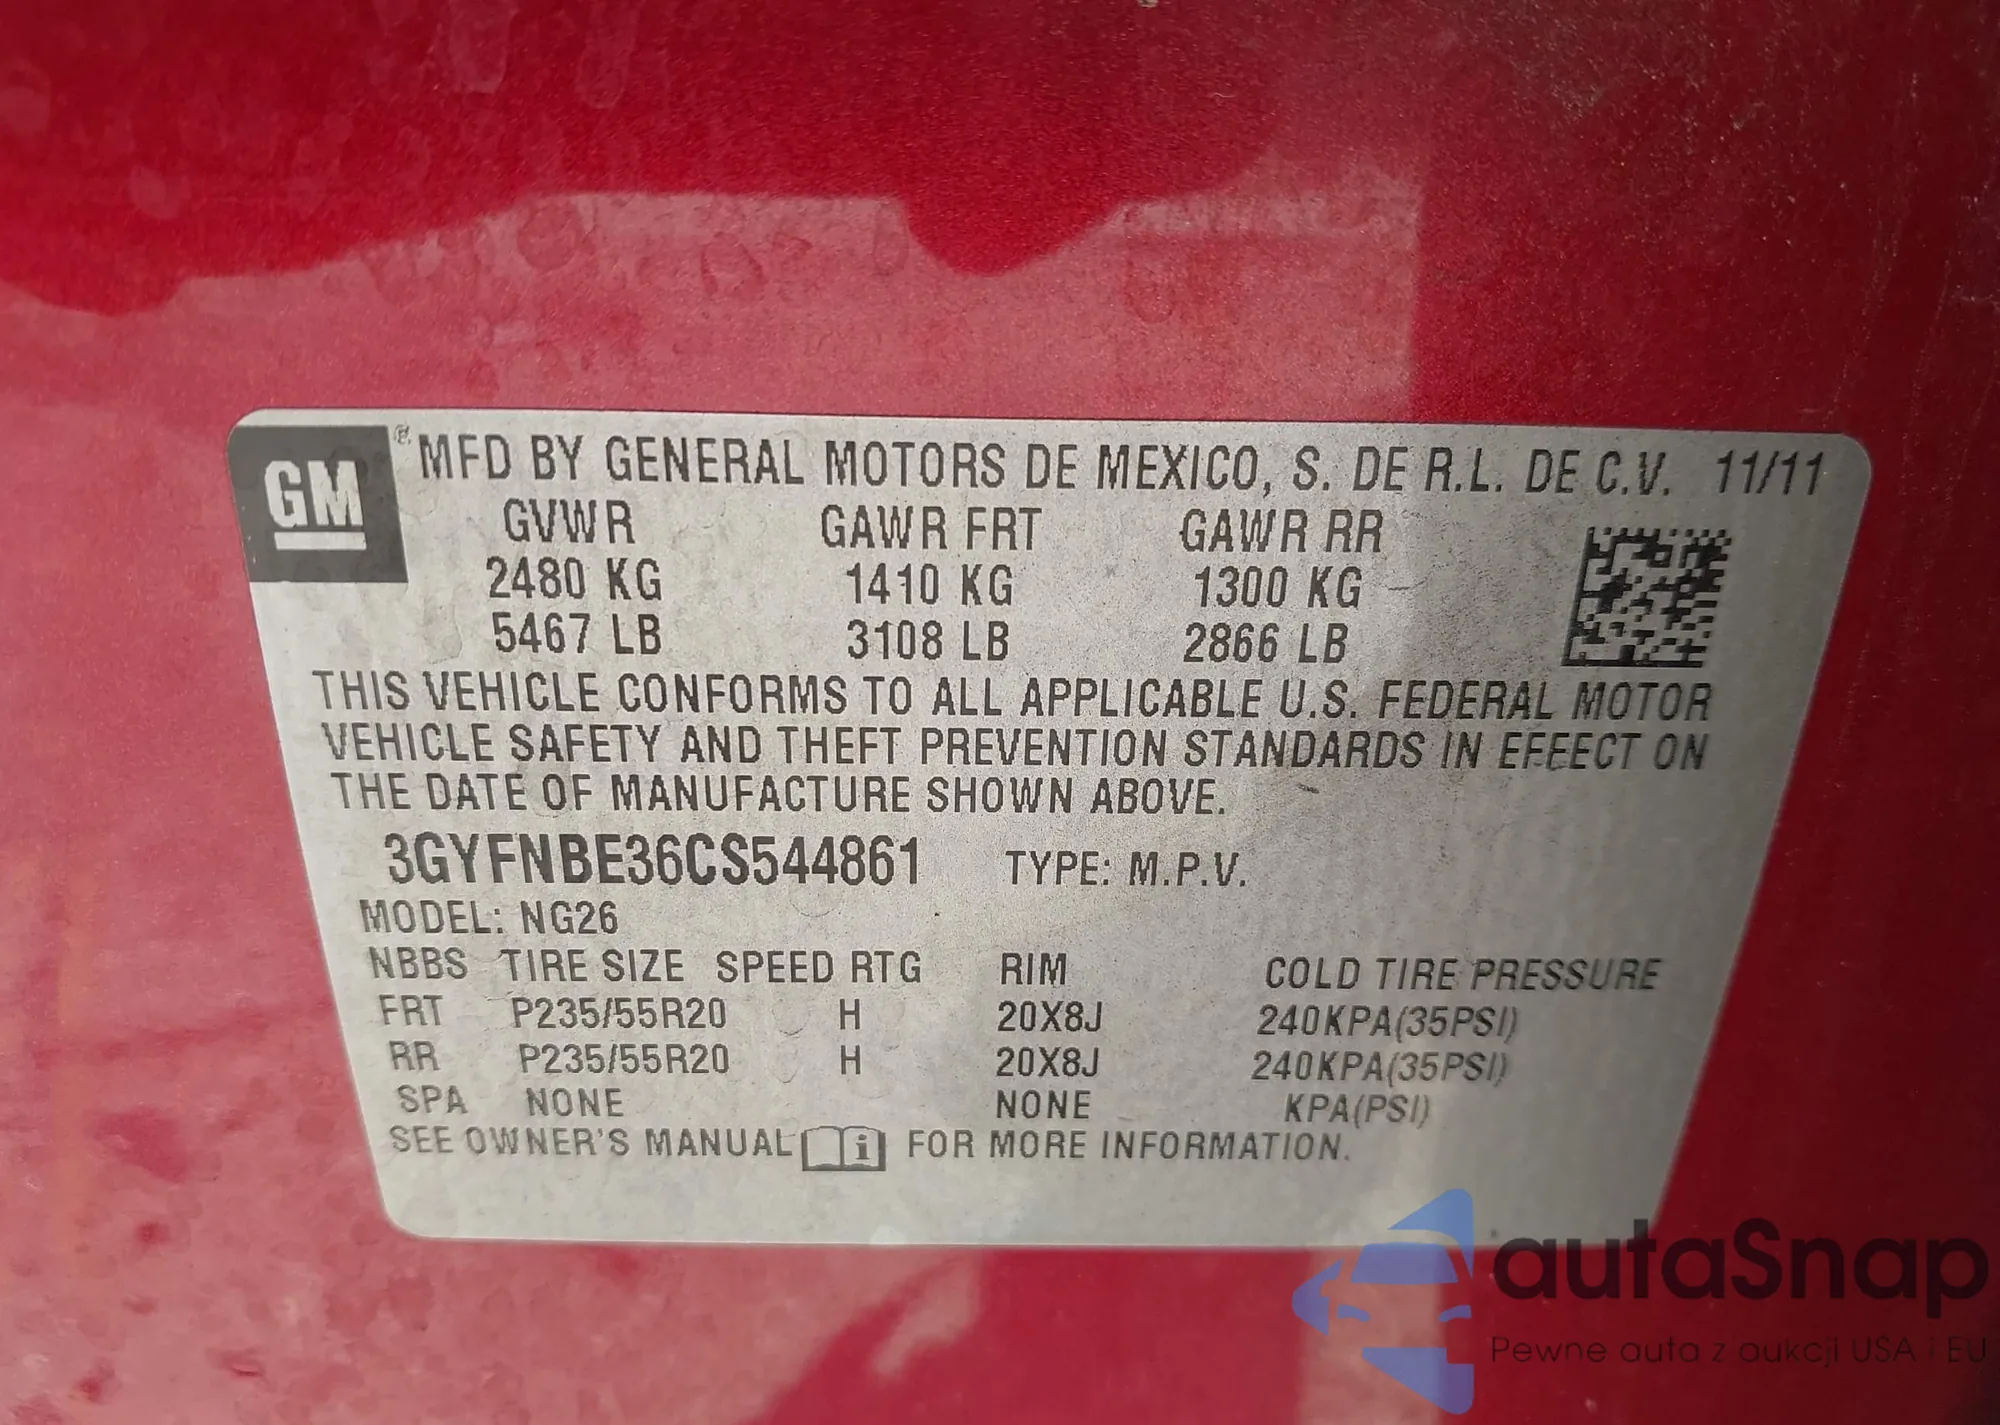 GM
® MFD BY GENERAL MOTORS DE MEXICO, S. DE R.L. DE C.V. 11/11
GVWR GAWR FRT GAWR RR
2480 KG 1410 KG 1300 KG
5467 LB 3108 LB 2866 LB
THIS VEHICLE CONFORMS TO ALL APPLICABLE U.S. FEDERAL MOTOR
VEHICLE SAFETY AND THEFT PREVENTION STANDARDS IN EFFECT ON
THE DATE OF MANUFACTURE SHOWN ABOVE.
3GYFNBE36CS544861 TYPE: M.P.V.
MODEL: NG26
NBBS TIRE SIZE SPEED RTG RIM COLD TIRE PRESSURE
FRT P235/55R20 H 20X8J 240KPA(35PSI)
RR P235/55R20 H 20X8J 240KPA(35PSI)
SPA NONE NONE KPA(PSI)
SEE OWNER'S MANUAL i FOR MORE INFORMATION.
autaSnap
Pewne auta z aukcji USA i EU